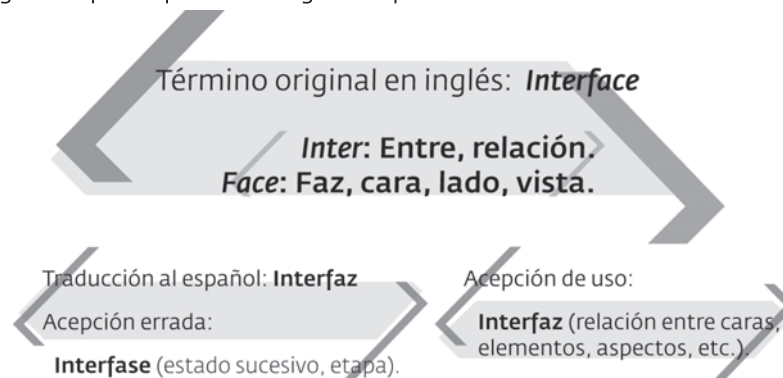 Término original en inglés: Interface
Inter: Entre, relación.
Face: Faz, cara, lado, vista.
Traducción al español: Interfaz
Acepción errada:
Interfase (estado sucesivo, etapa).
Acepción de uso:
Interfaz (relación entre caras,
elementos, aspectos, etc.).